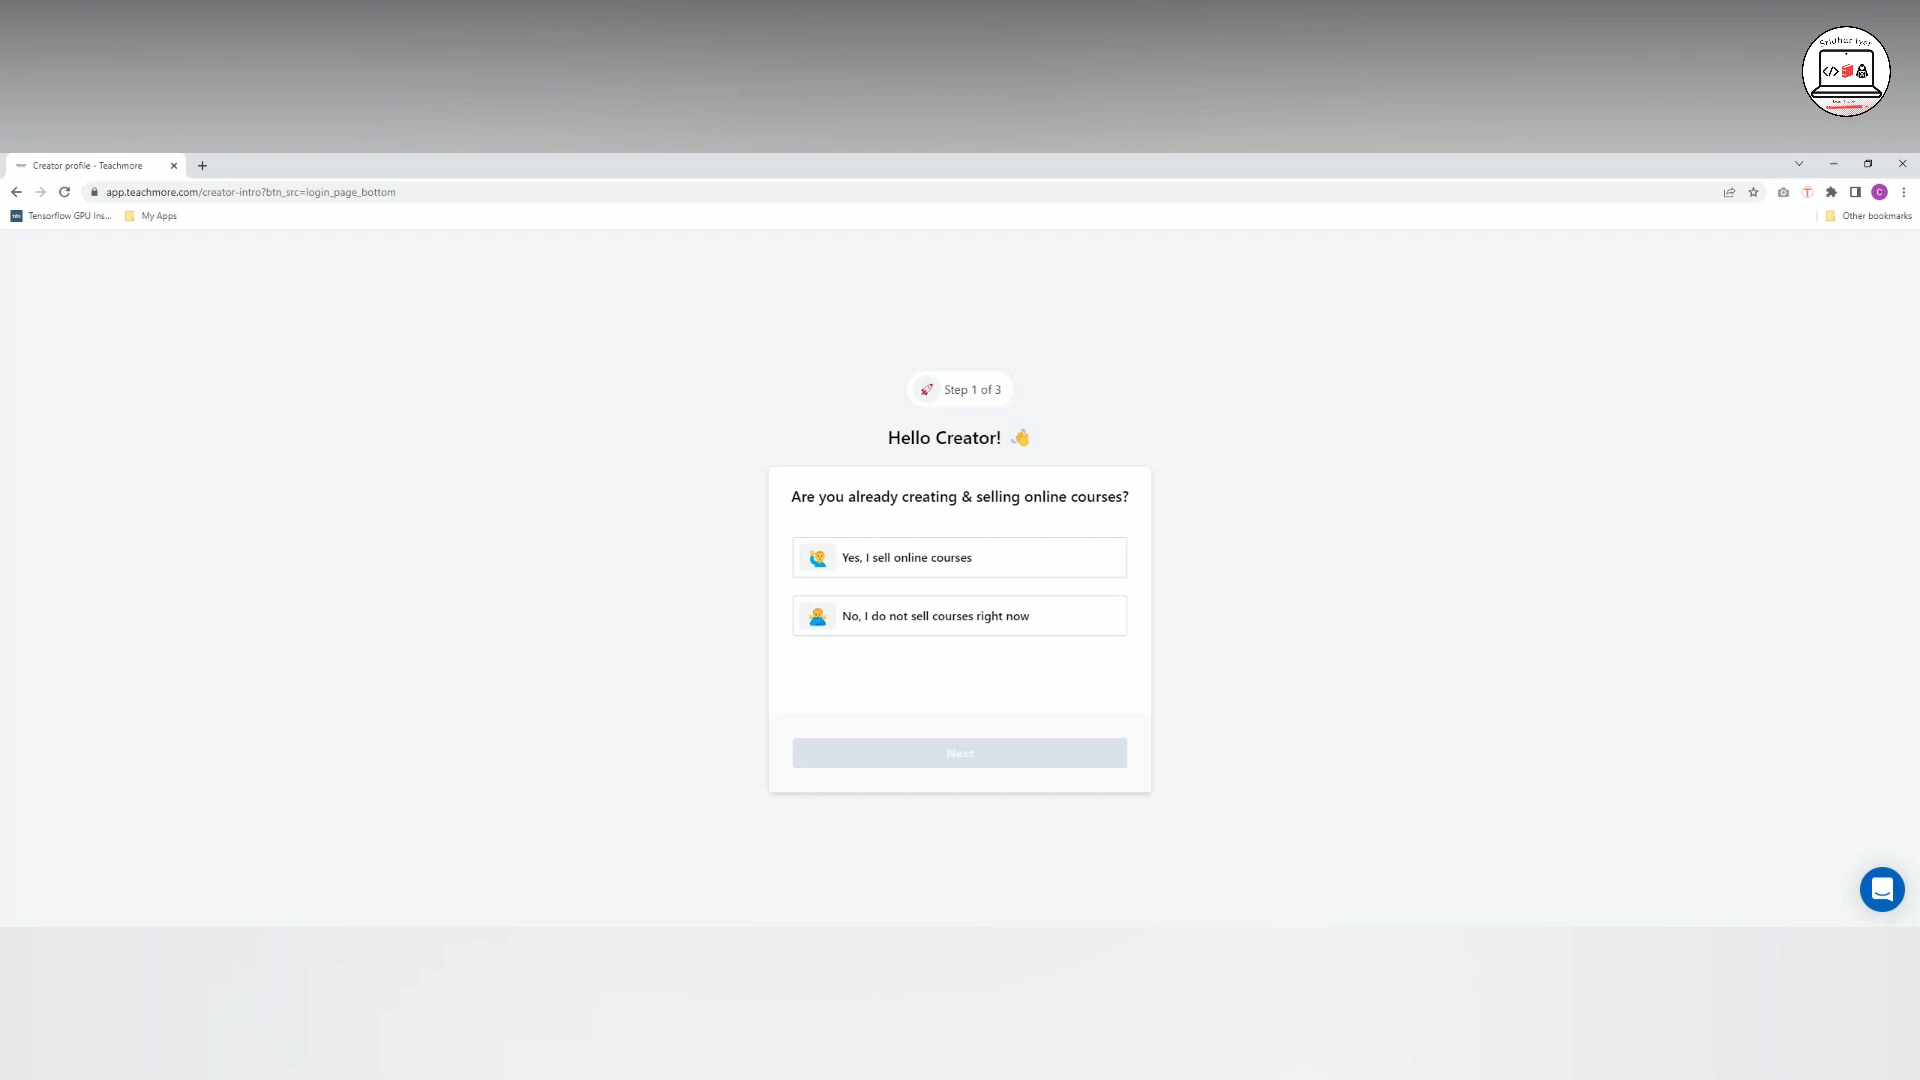 Sridhar Iyer
Creator profile - Teachmore
app.teachmore.com/creator-intro?btn_src=login_page_bottom
C
Tensorflow GPU Ins...
My Apps
Other bookmarks
Step 1 of 3
Hello Creator! 👋
Are you already creating & selling online courses?
Yes, I sell online courses
No, I do not sell courses right now
Next